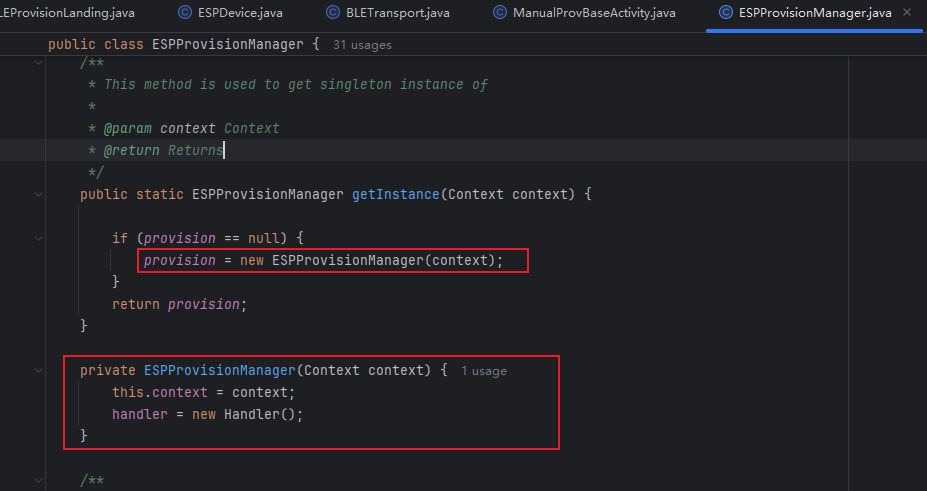 LEProvisionLanding.java ESPDevice.java BLETransport.java ManualProvBaseActivity.java ESPProvisionManager.java
public class ESPProvisionManager { 31 usages
/**
* This method is used to get singleton instance of
*
* @param context Context
* @return Returns
*/
public static ESPProvisionManager getInstance(Context context) {
if (provision == null) {
provision = new ESPProvisionManager(context);
}
return provision;
}
private ESPProvisionManager(Context context) { 1 usage
this.context = context;
handler = new Handler();
}
/**